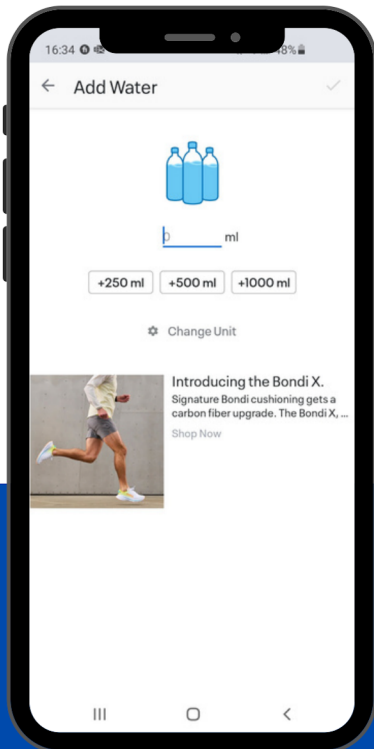 16:34
48%
Add Water
0 ml
+250 ml +500 ml +1000 ml
Change Unit
Introducing the Bondi X.
Signature Bondi cushioning gets a
carbon fiber upgrade. The Bondi X, ...
Shop Now